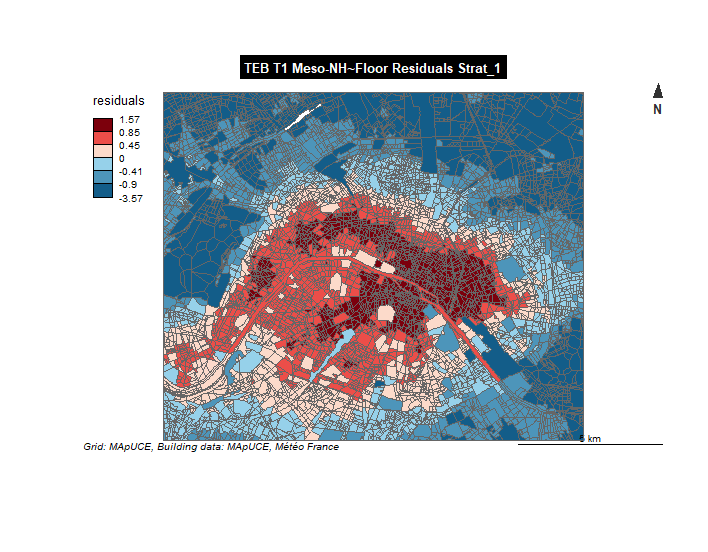 TEB T1 Meso-NH~Floor Residuals Strat_1
residuals
1.57
0.85
0.45
0
-0.41
-0.9
-3.57
N
5 km
Grid: MApUCE, Building data: MApUCE, Météo France